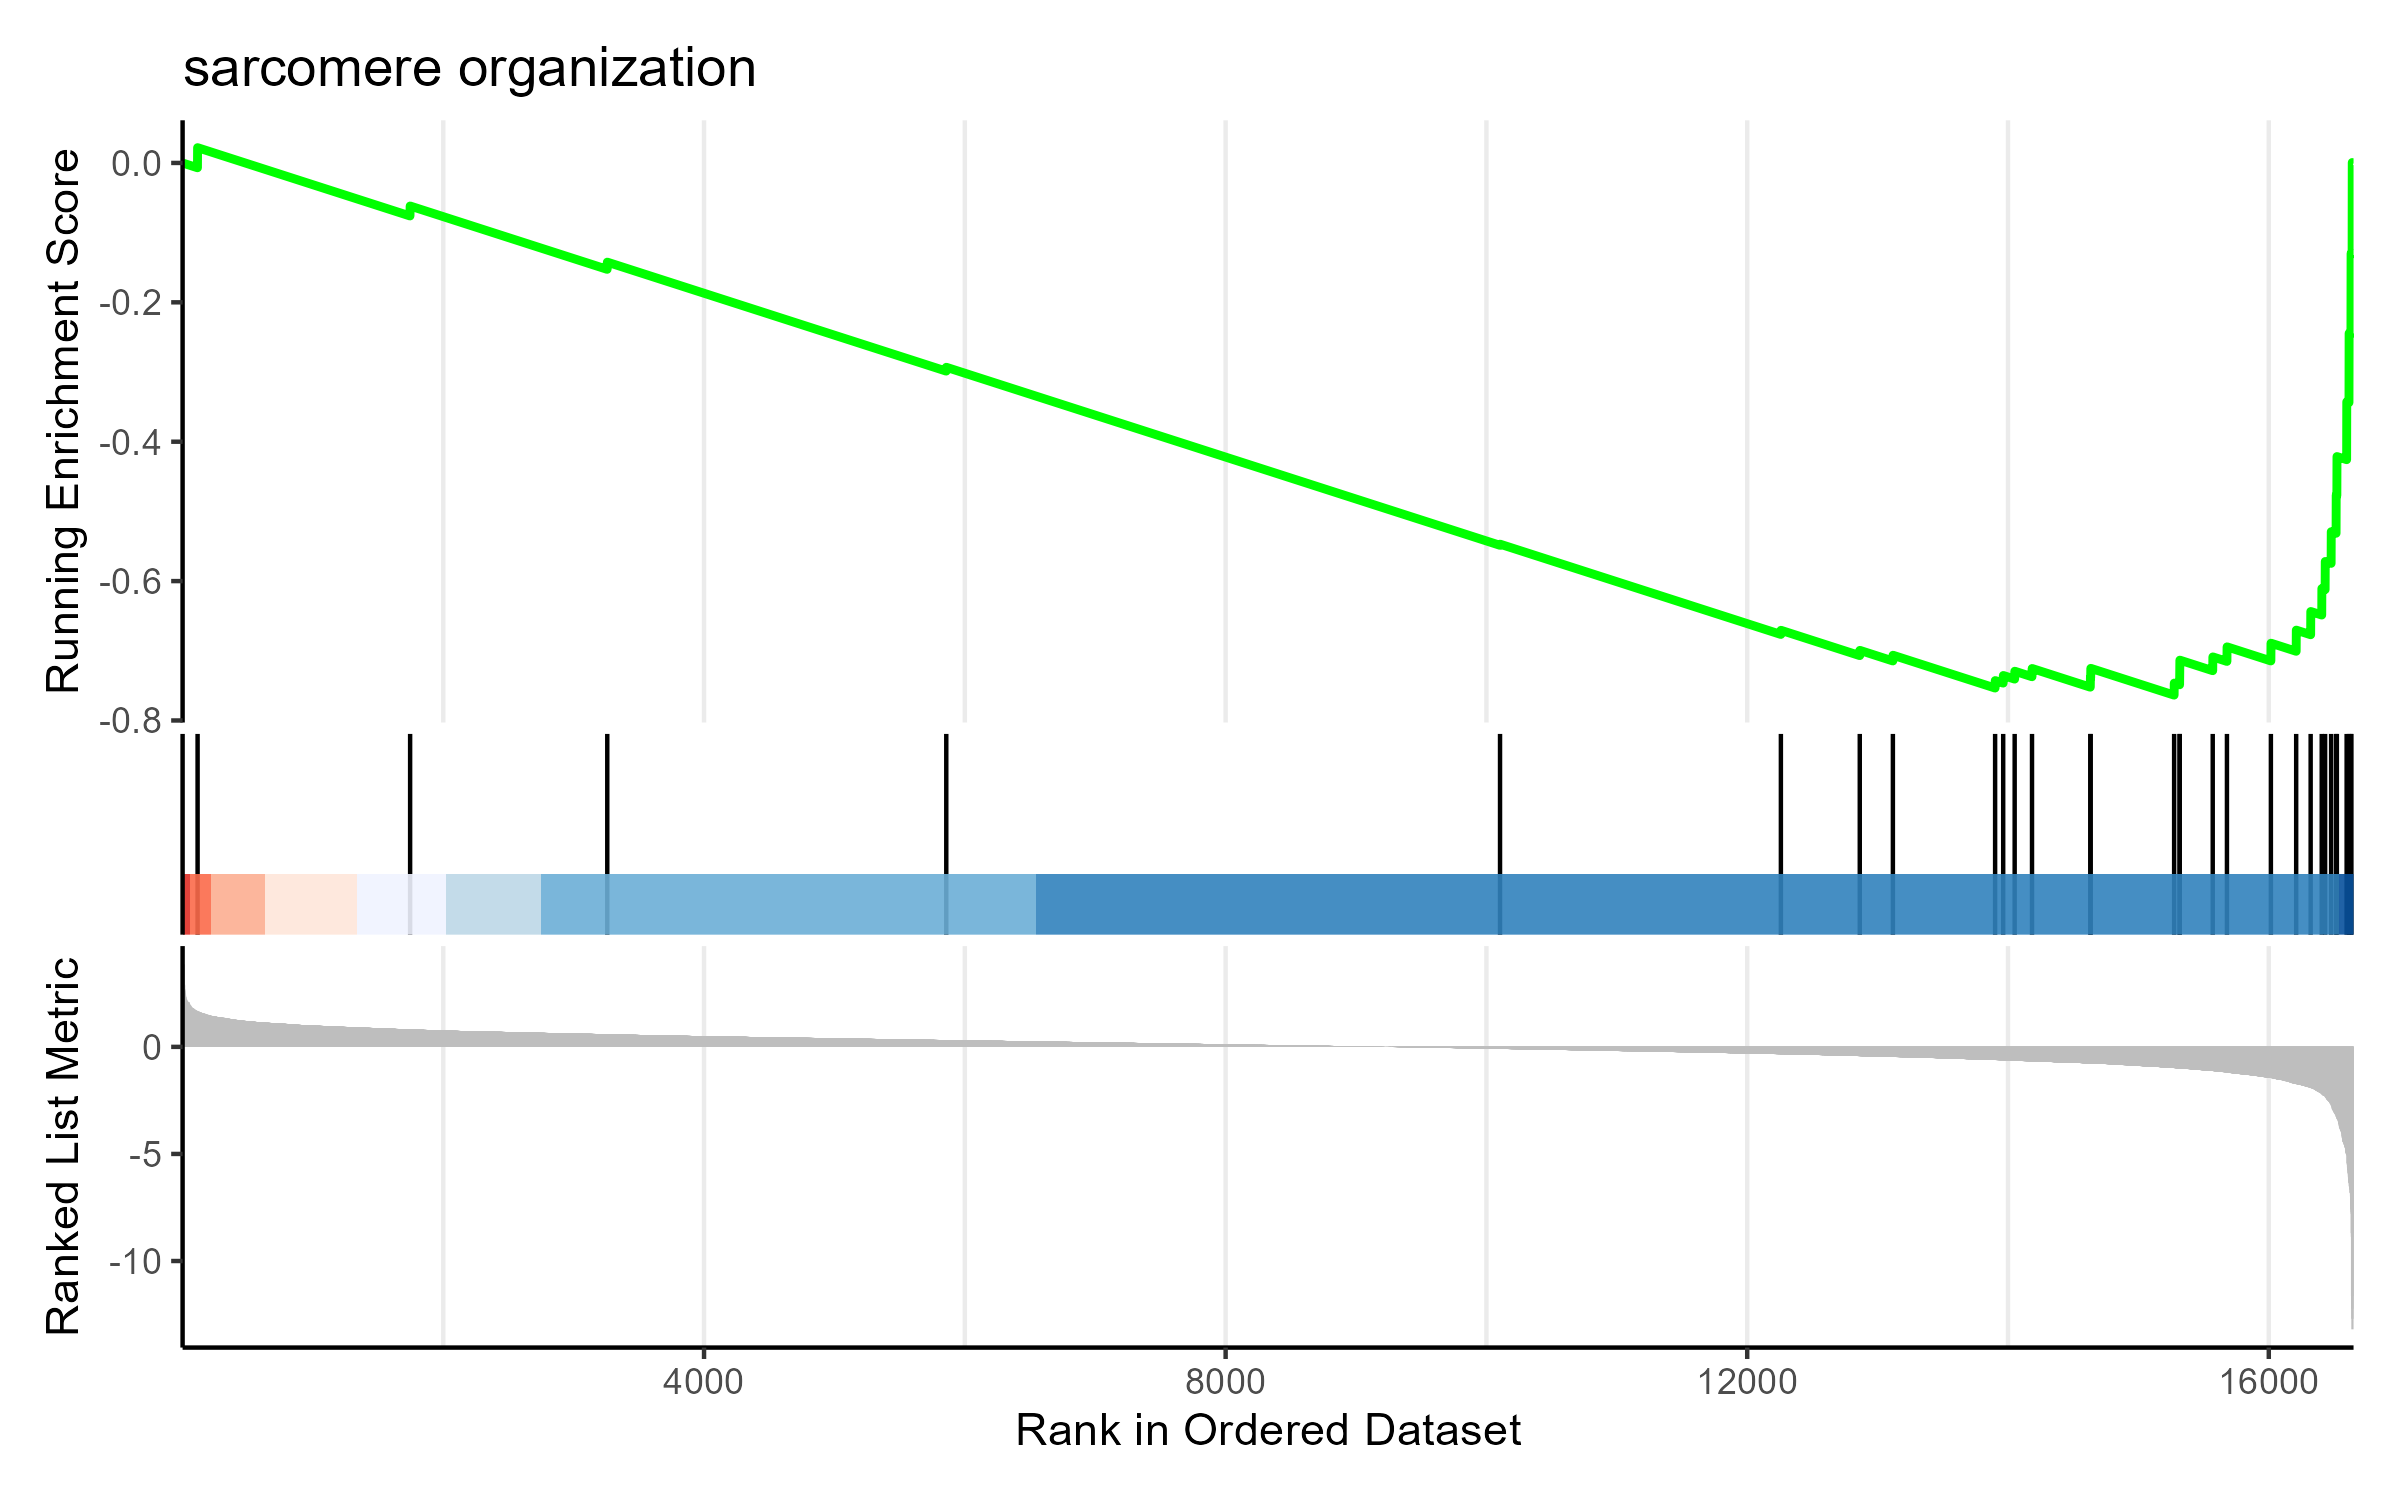 sarcomere organization
Running Enrichment Score
0.0
-0.2
-0.4
-0.6
-0.8
Ranked List Metric
0
-5
-10
4000 8000 12000 16000
Rank in Ordered Dataset